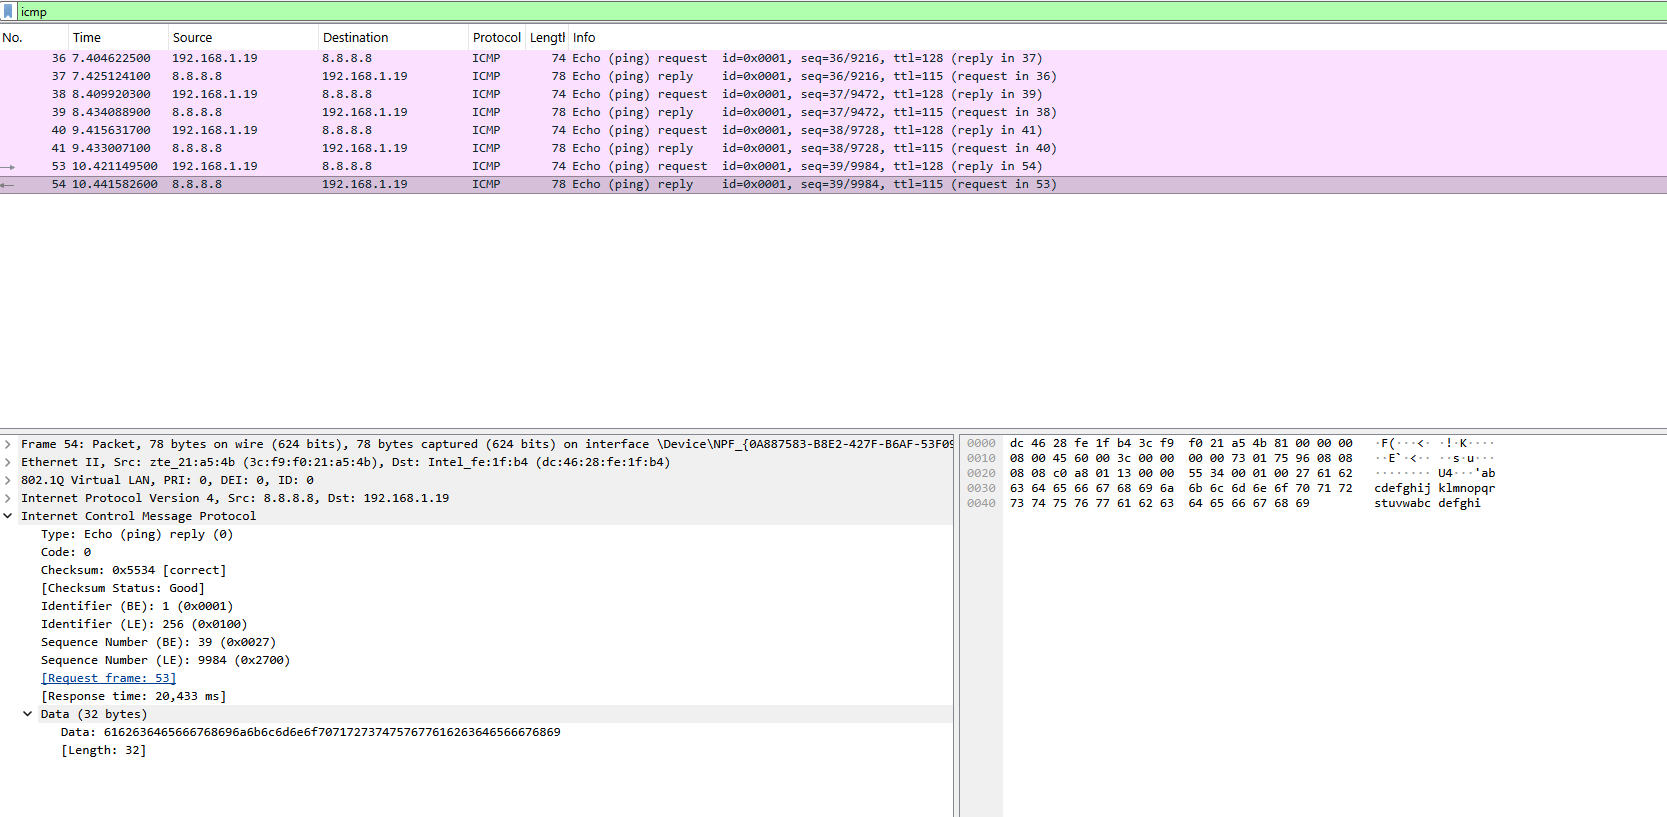 icmp
No. Time Source Destination Protocol Length Info
36 7.404622500 192.168.1.19 8.8.8.8 ICMP 74 Echo (ping) request id=0x0001, seq=36/9216, ttl=128 (reply in 37)
37 7.425124100 8.8.8.8 192.168.1.19 ICMP 78 Echo (ping) reply id=0x0001, seq=36/9216, ttl=115 (request in 36)
38 8.409920300 192.168.1.19 8.8.8.8 ICMP 74 Echo (ping) request id=0x0001, seq=37/9472, ttl=128 (reply in 39)
39 8.434088900 8.8.8.8 192.168.1.19 ICMP 78 Echo (ping) reply id=0x0001, seq=37/9472, ttl=115 (request in 38)
40 9.415631700 192.168.1.19 8.8.8.8 ICMP 74 Echo (ping) request id=0x0001, seq=38/9728, ttl=128 (reply in 41)
41 9.433007100 8.8.8.8 192.168.1.19 ICMP 78 Echo (ping) reply id=0x0001, seq=38/9728, ttl=115 (request in 40)
53 10.421149500 192.168.1.19 8.8.8.8 ICMP 74 Echo (ping) request id=0x0001, seq=39/9984, ttl=128 (reply in 54)
54 10.441582600 8.8.8.8 192.168.1.19 ICMP 78 Echo (ping) reply id=0x0001, seq=39/9984, ttl=115 (request in 53)
Frame 54: Packet, 78 bytes on wire (624 bits), 78 bytes captured (624 bits) on interface \Device\NPF_{0A887583-B8E2-427F-B6AF-53F09
Ethernet II, Src: zte_21:a5:4b (3c:f9:f0:21:a5:4b), Dst: Intel_fe:1f:b4 (dc:46:28:fe:1f:b4)
802.1Q Virtual LAN, PRI: 0, DEI: 0, ID: 0
Internet Protocol Version 4, Src: 8.8.8.8, Dst: 192.168.1.19
Internet Control Message Protocol
Type: Echo (ping) reply (0)
Code: 0
Checksum: 0x5534 [correct]
[Checksum Status: Good]
Identifier (BE): 1 (0x0001)
Identifier (LE): 256 (0x0100)
Sequence Number (BE): 39 (0x0027)
Sequence Number (LE): 9984 (0x2700)
[Request frame: 53]
[Response time: 20,433 ms]
Data (32 bytes)
Data: 6162636465666768696a6b6c6d6e6f7071727374757677616263646566676869
[Length: 32]
0000 dc 46 28 fe 1f b4 3c f9 f0 21 a5 4b 81 00 00 00 ·F(···<· ·!·K····
0010 08 00 45 60 00 3c 00 00 00 00 73 01 75 96 08 08 ··E`·<·· ··s·u···
0020 08 08 c0 a8 01 13 00 00 55 34 00 01 00 27 61 62 ········ U4···'ab
0030 63 64 65 66 67 68 69 6a 6b 6c 6d 6e 6f 70 71 72 cdefghij klmnopqr
0040 73 74 75 76 77 61 62 63 64 65 66 67 68 69 stuvwabc defghi